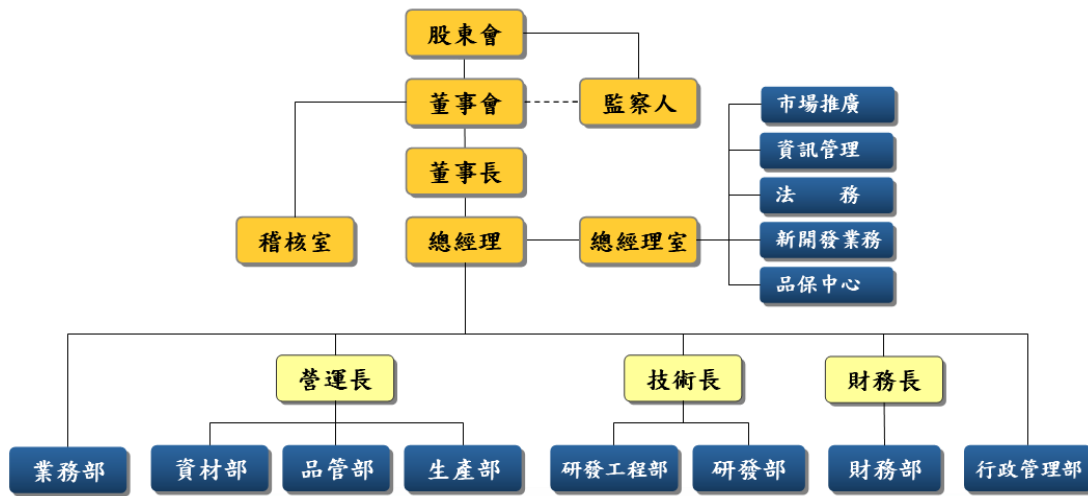 股東會
董事會
監察人
市場推廣
資訊管理
董事長
法　　務
稽核室
總經理
總經理室
新開發業務
品保中心
營運長
技術長
財務長
業務部
資材部
品管部
生產部
研發工程部
研發部
財務部
行政管理部